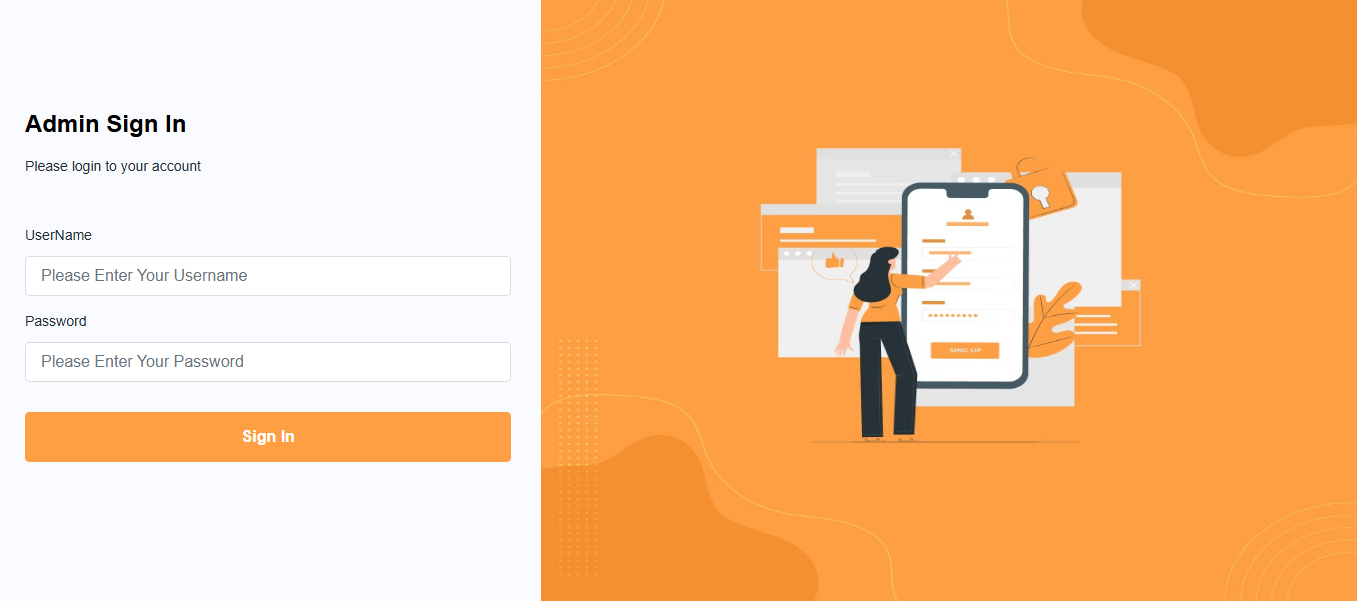 Admin Sign In
Please login to your account
UserName
Please Enter Your Username
Password
Please Enter Your Password
Sign In
SING UP